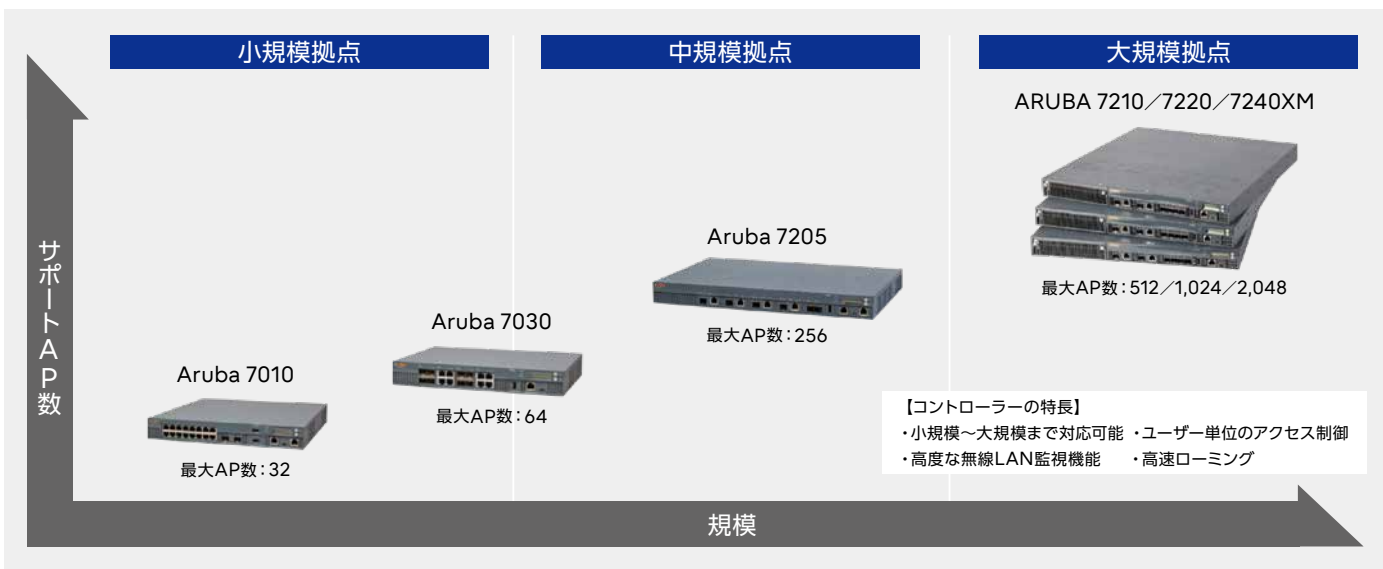 小規模拠点
中規模拠点
大規模拠点
ARUBA 7210／7220／7240XM
最大AP数：512／1,024／2,048
Aruba 7205
最大AP数：256
Aruba 7030
最大AP数：64
Aruba 7010
最大AP数：32
サポートAP数
【コントローラーの特長】
・小規模～大規模まで対応可能 ・ユーザー単位のアクセス制御
・高度な無線LAN監視機能 ・高速ローミング
規模